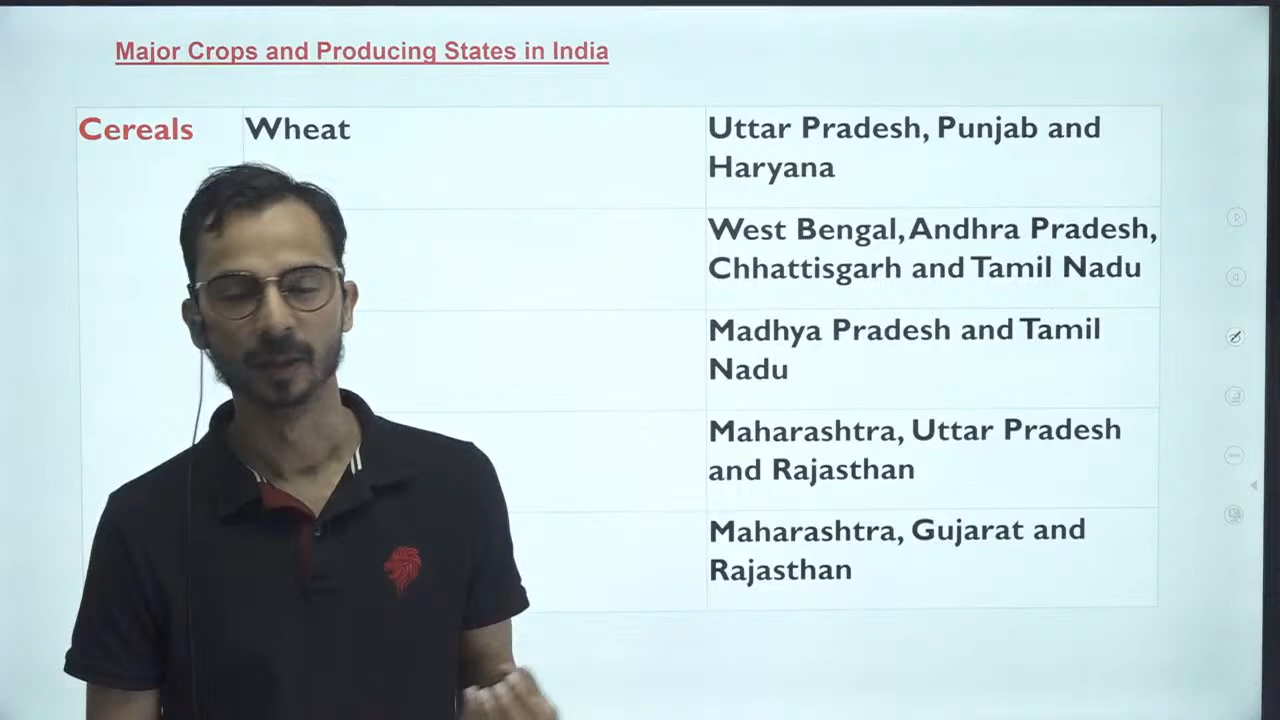 Major Crops and Producing States in India
Cereals
Wheat
Uttar Pradesh, Punjab and
Haryana
West Bengal, Andhra Pradesh,
Chhattisgarh and Tamil Nadu
Madhya Pradesh and Tamil
Nadu
Maharashtra, Uttar Pradesh
and Rajasthan
Maharashtra, Gujarat and
Rajasthan